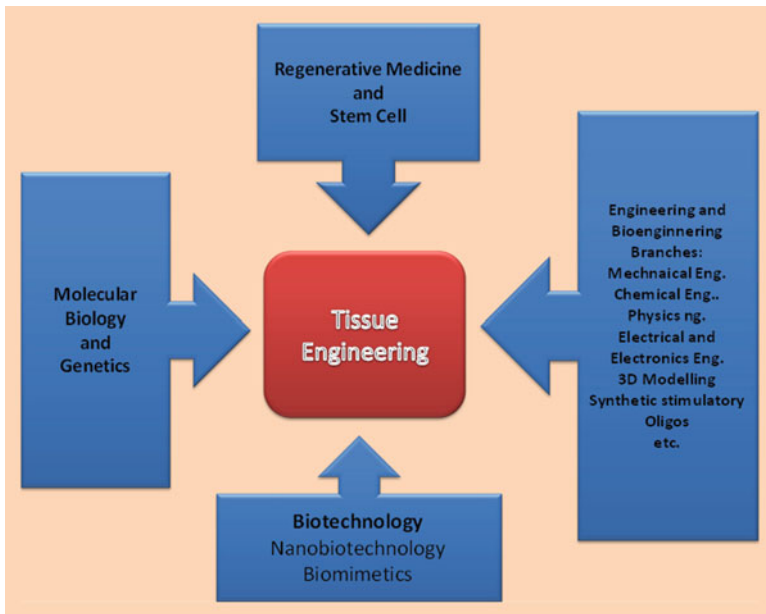 Regenerative Medicine
and
Stem Cell
Molecular
Biology
and
Genetics
Tissue
Engineering
Engineering and
Bioenginnering
Branches:
Mechnaical Eng.
Chemical Eng..
Physics ng.
Electrical and
Electronics Eng.
3D Modelling
Synthetic stimulatory
Oligos
etc.
Biotechnology
Nanobiotechnology
Biomimetics